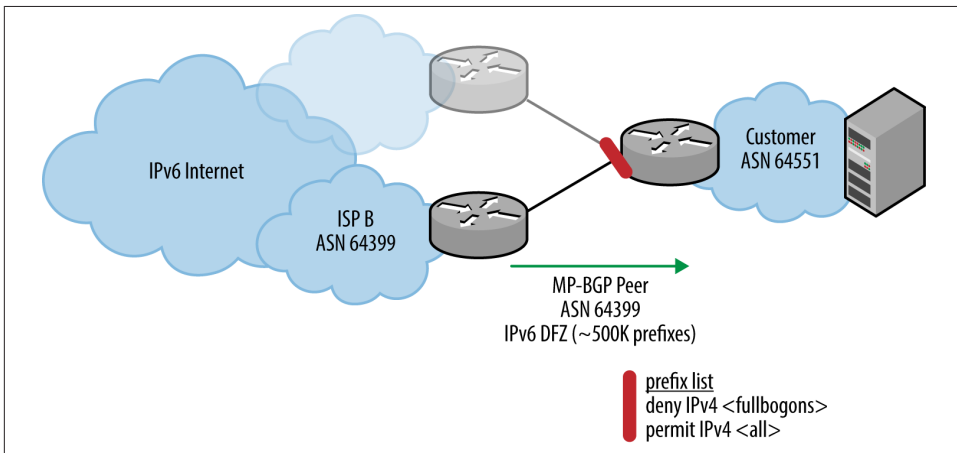 IPv6 Internet
ISP B
ASN 64399
Customer
ASN 64551
MP-BGP Peer
ASN 64399
IPv6 DFZ (~500K prefixes)
prefix list
deny IPv4 <fullbogons>
permit IPv4 <all>